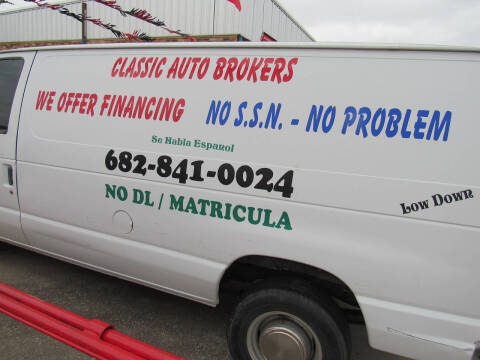 CLASSIC AUTO BROKERS
WE OFFER FINANCING NO S.S.N. - NO PROBLEM
Se Habla Espanol
682-841-0024
NO DL / MATRICULA
LOW DOWN